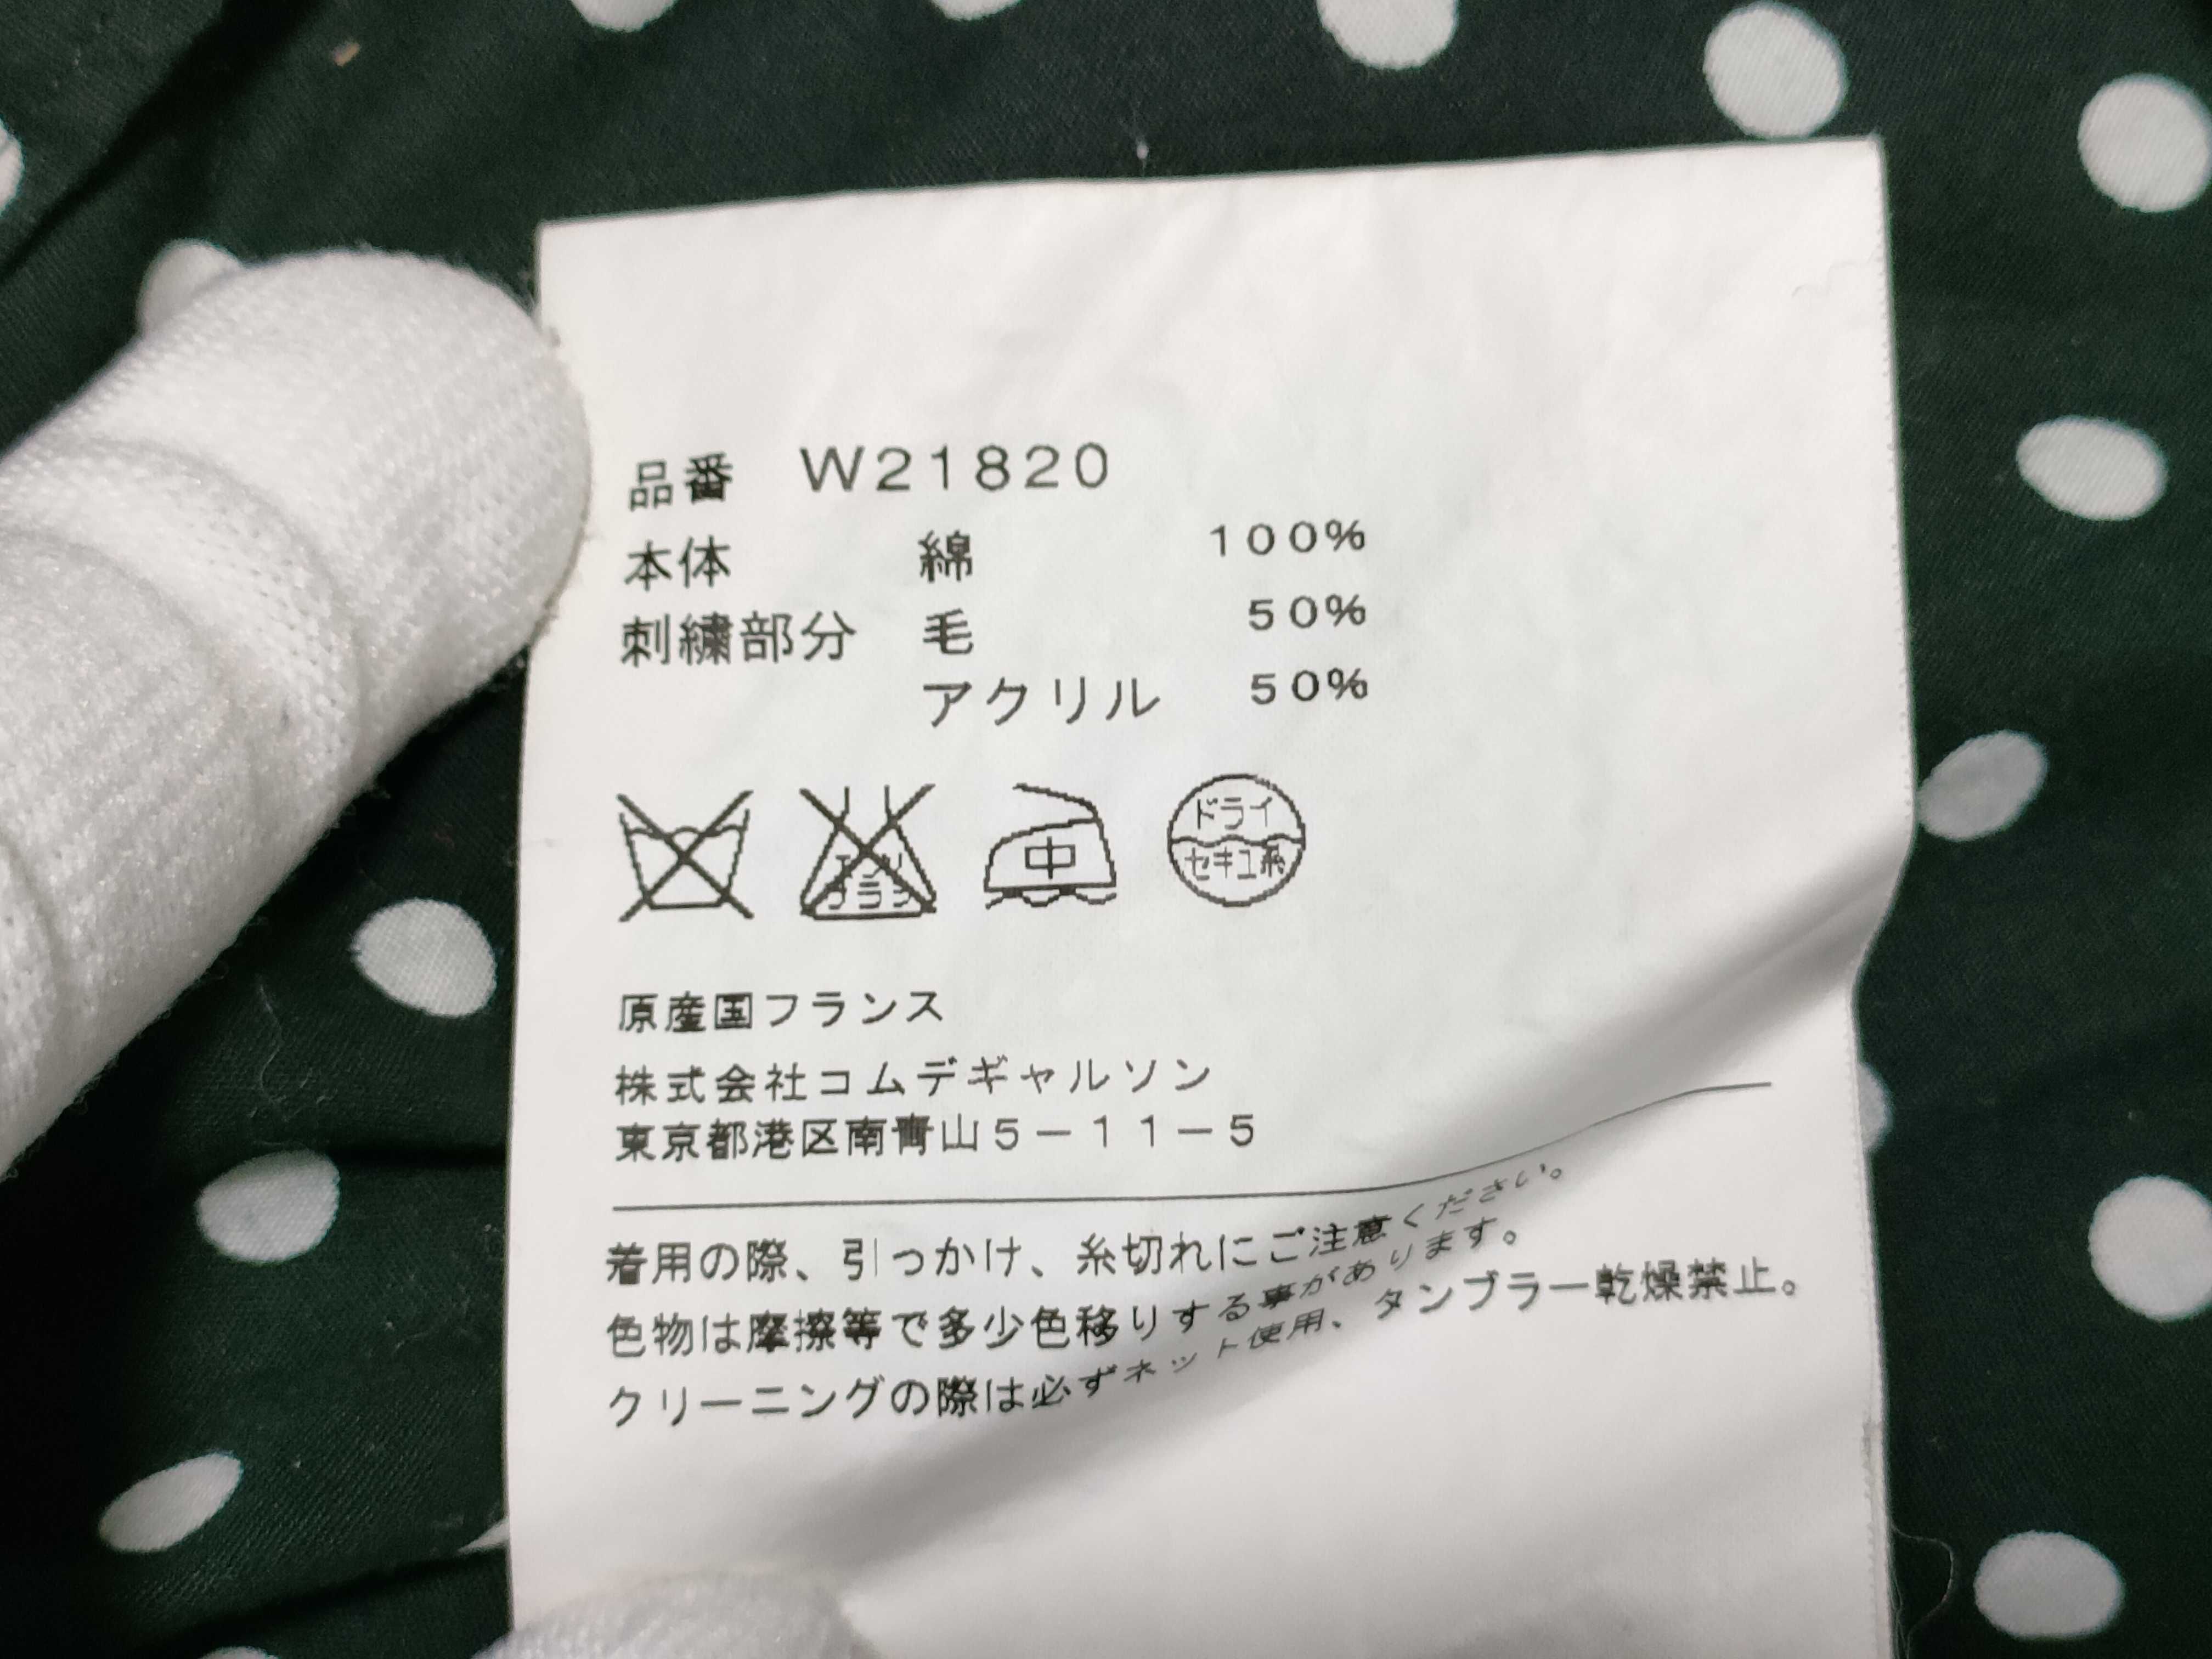 品番　W21820
本体　綿　100%
刺繍部分　毛　50%
アクリル　50%
エンソ
フラサ
中
ドライ
セキユ系
原産国フランス
株式会社コムデギャルソン
東京都港区南青山5－11－5
着用の際、引っかけ、糸切れにご注意ください。
色物は摩擦等で多少色移りする事があります。
クリーニングの際は必ずネット使用、タンブラー乾燥禁止。